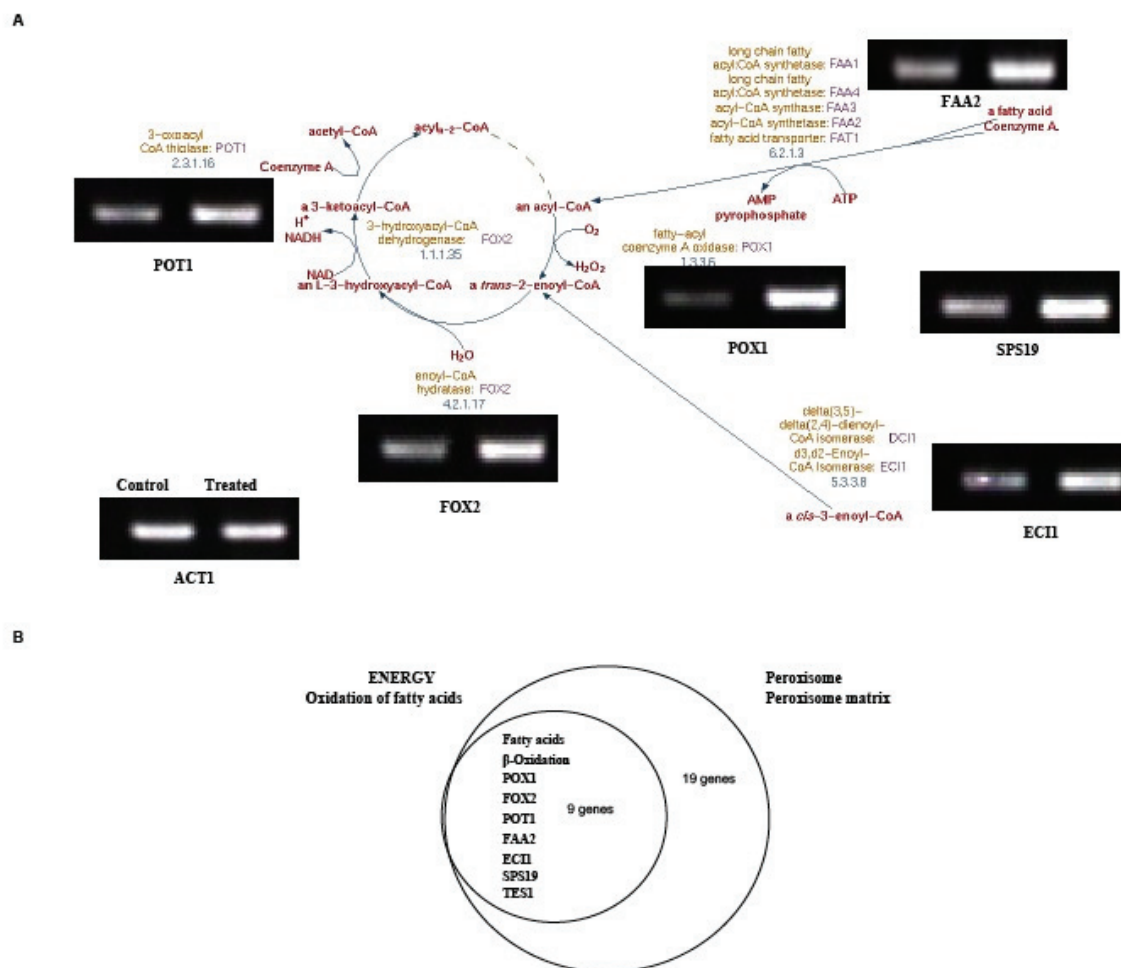 A
long chain fatty
acyl:CoA synthetase: FAA1
long chain fatty
acyl:CoA synthetase: FAA4
acyl-CoA synthase: FAA3
acyl-CoA synthetase: FAA2
fatty acid transporter: FAT1
6.2.1.3
FAA2
a fatty acid
Coenzyme A.
3-oxoacyl
CoA thiolase: POT1
2.3.1.16
acetyl-CoA
acylₙ₋₂-CoA
Coenzyme A
AMP
pyrophosphate
ATP
a 3-ketoacyl-CoA
an acyl-CoA
H⁺
NADH
3-hydroxyacyl-CoA
dehydrogenase: FOX2
1.1.1.35
O₂
fatty-acyl
coenzyme A oxidase: POX1
1.3.3.6
POT1
H₂O₂
NAD
an L-3-hydroxyacyl-CoA
a trans-2-enoyl-CoA
POX1
SPS19
H₂O
enoyl-CoA
hydratase: FOX2
4.2.1.17
delta(3,5)-
delta(2,4)-dienoyl-
CoA isomerase: DCI1
d3,d2-Enoyl-
CoA Isomerase: ECI1
5.3.3.8
a cis-3-enoyl-CoA
ECI1
FOX2
Control Treated
ACT1
B
ENERGY
Oxidation of fatty acids
Peroxisome
Peroxisome matrix
Fatty acids
β-Oxidation
POX1
FOX2
POT1
FAA2
ECI1
SPS19
TES1
9 genes
19 genes